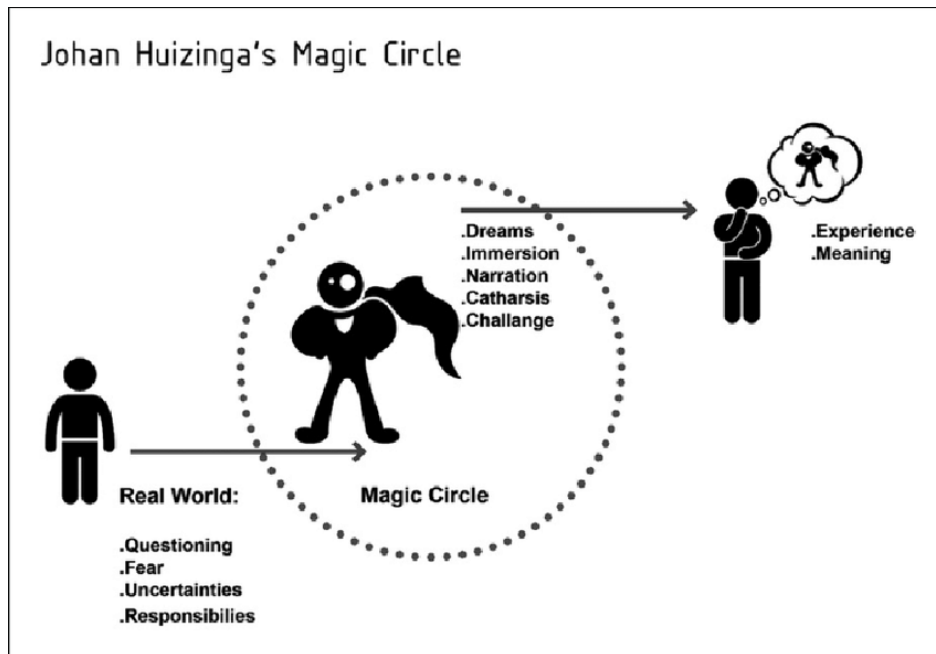 Johan Huizinga's Magic Circle
.Dreams
.Immersion
.Narration
.Catharsis
.Challange
.Experience
.Meaning
Real World:
.Questioning
.Fear
.Uncertainties
.Responsibilies
Magic Circle